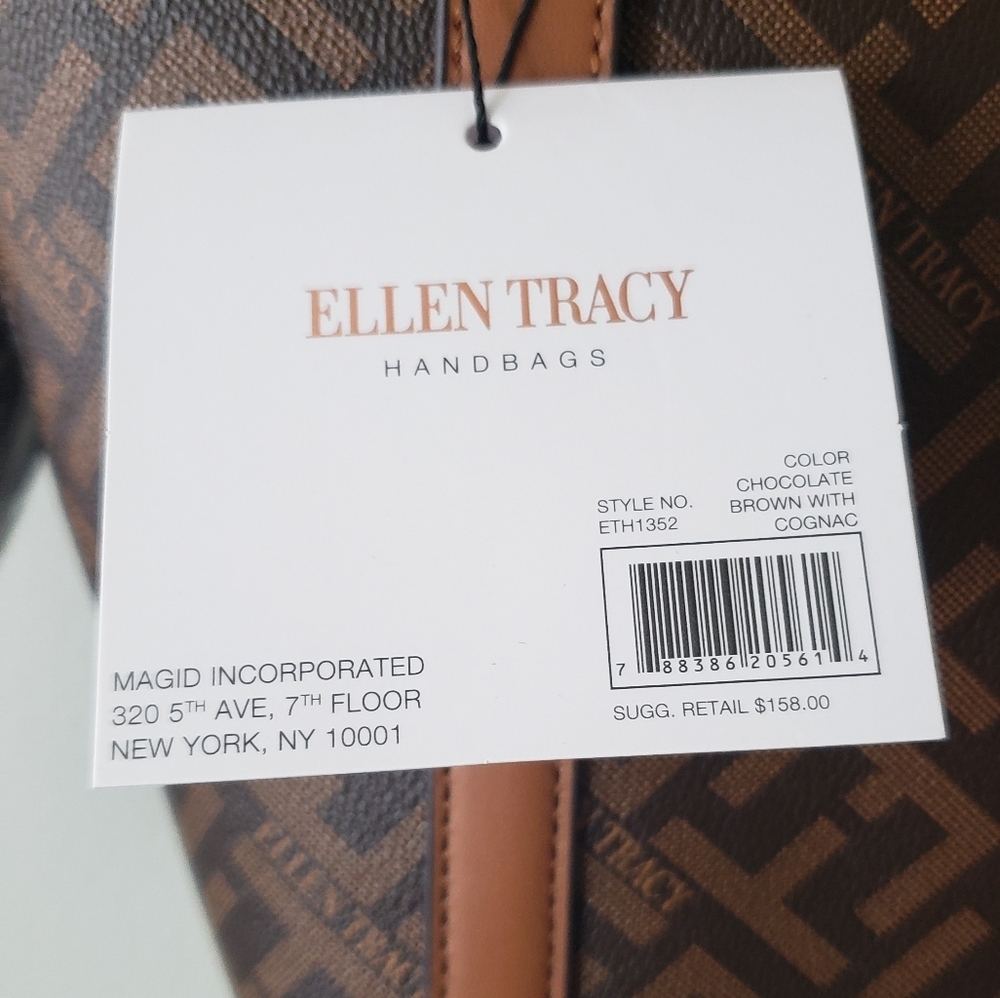 ELLEN TRACY
HANDBAGS
STYLE NO.
ETH1352
COLOR
CHOCOLATE
BROWN WITH
COGNAC
7 88386 20561 4
SUGG. RETAIL $158.00
MAGID INCORPORATED
320 5TH AVE, 7TH FLOOR
NEW YORK, NY 10001
TRACY
EN TRACY
ELLEN TRAC
TRACY